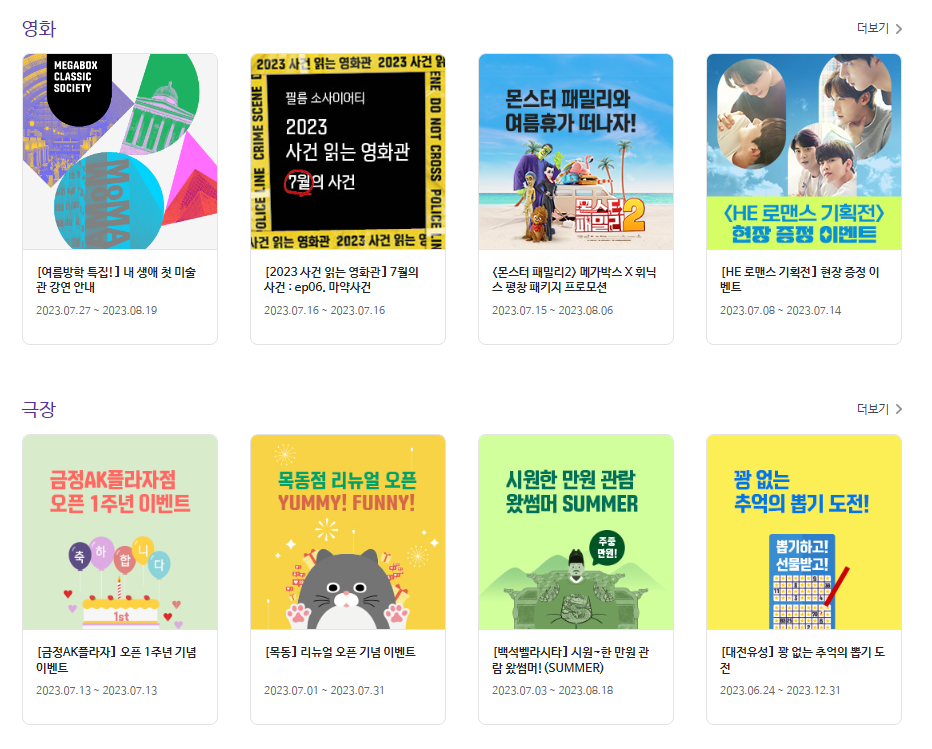 영화
더보기
MEGABOX
CLASSIC
SOCIETY
MoMA
[여름방학 특집!] 내 생애 첫 미술
관 강연 안내
2023.07.27 ~ 2023.08.19
2023 사건 읽는 영화관 2023 사건 읽
POLICE LINE CRIME SCENE D
ENE DO NOT CROSS POLICE LIN
필름 소사이어티
2023
사건 읽는 영화관
7월의 사건
사건 읽는 영화관 2023 사건 읽는 영
[2023 사건 읽는 영화관] 7월의
사건 : ep06. 마약사건
2023.07.16 ~ 2023.07.16
몬스터 패밀리와
여름휴가 떠나자!
몬스터
패밀리2
<몬스터 패밀리2> 메가박스 X 휘닉
스 평창 패키지 프로모션
2023.07.15 ~ 2023.08.06
<HE 로맨스 기획전>
현장 증정 이벤트
[HE 로맨스 기획전] 현장 증정 이
벤트
2023.07.08 ~ 2023.07.14
극장
더보기
금정AK플라자점
오픈 1주년 이벤트
축하합니다
1st
[금정AK플라자] 오픈 1주년 기념
이벤트
2023.07.13 ~ 2023.07.13
목동점 리뉴얼 오픈
YUMMY! FUNNY!
[목동] 리뉴얼 오픈 기념 이벤트
2023.07.01 ~ 2023.07.31
시원한 만원 관람
왔썸머 SUMMER
주중
만원!
[백석벨라시타] 시원~한 만원 관
람 왔썸머! (SUMMER)
2023.07.03 ~ 2023.08.18
꽝 없는
추억의 뽑기 도전!
뽑기하고!
선물받고!
[대전유성] 꽝 없는 추억의 뽑기 도
전
2023.06.24 ~ 2023.12.31